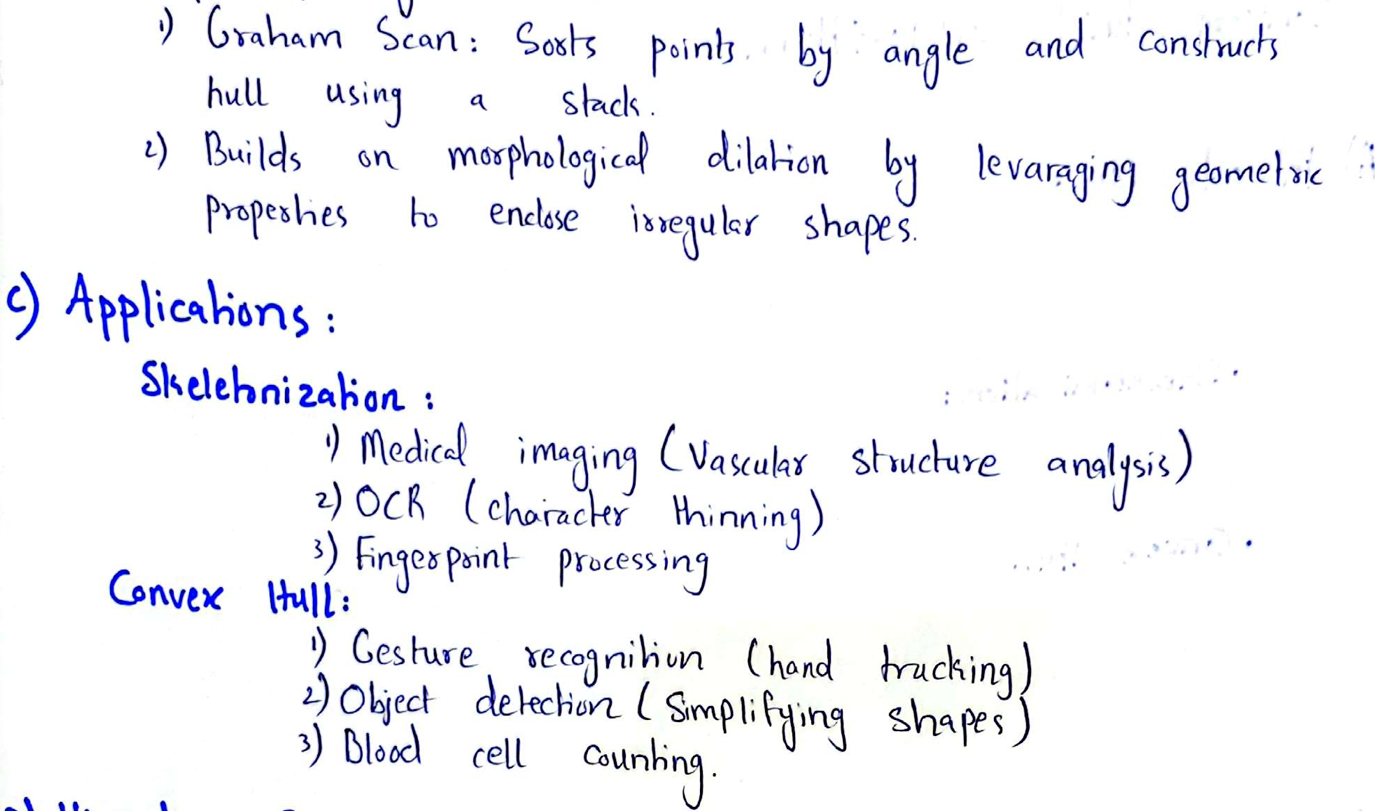 1) Graham Scan: Sorts points by angle and constructs
hull using a stack.
2) Builds on morphological dilation by levaraging geometric
properties to enclose irregular shapes.
c) Applications:
Skeletonization:
1) Medical imaging (Vascular structure analysis)
2) OCR (character thinning)
3) Fingerprint processing
Convex Hull:
1) Gesture recognition (hand tracking)
2) Object detection (Simplifying shapes)
3) Blood cell counting.